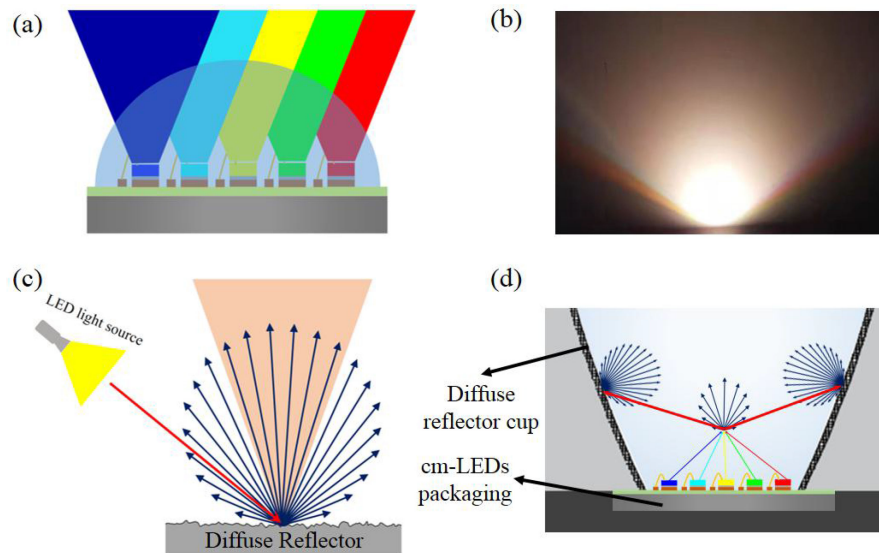 (a)
(b)
(c)
LED light source
Diffuse Reflector
(d)
Diffuse
reflector cup
cm-LEDs
packaging